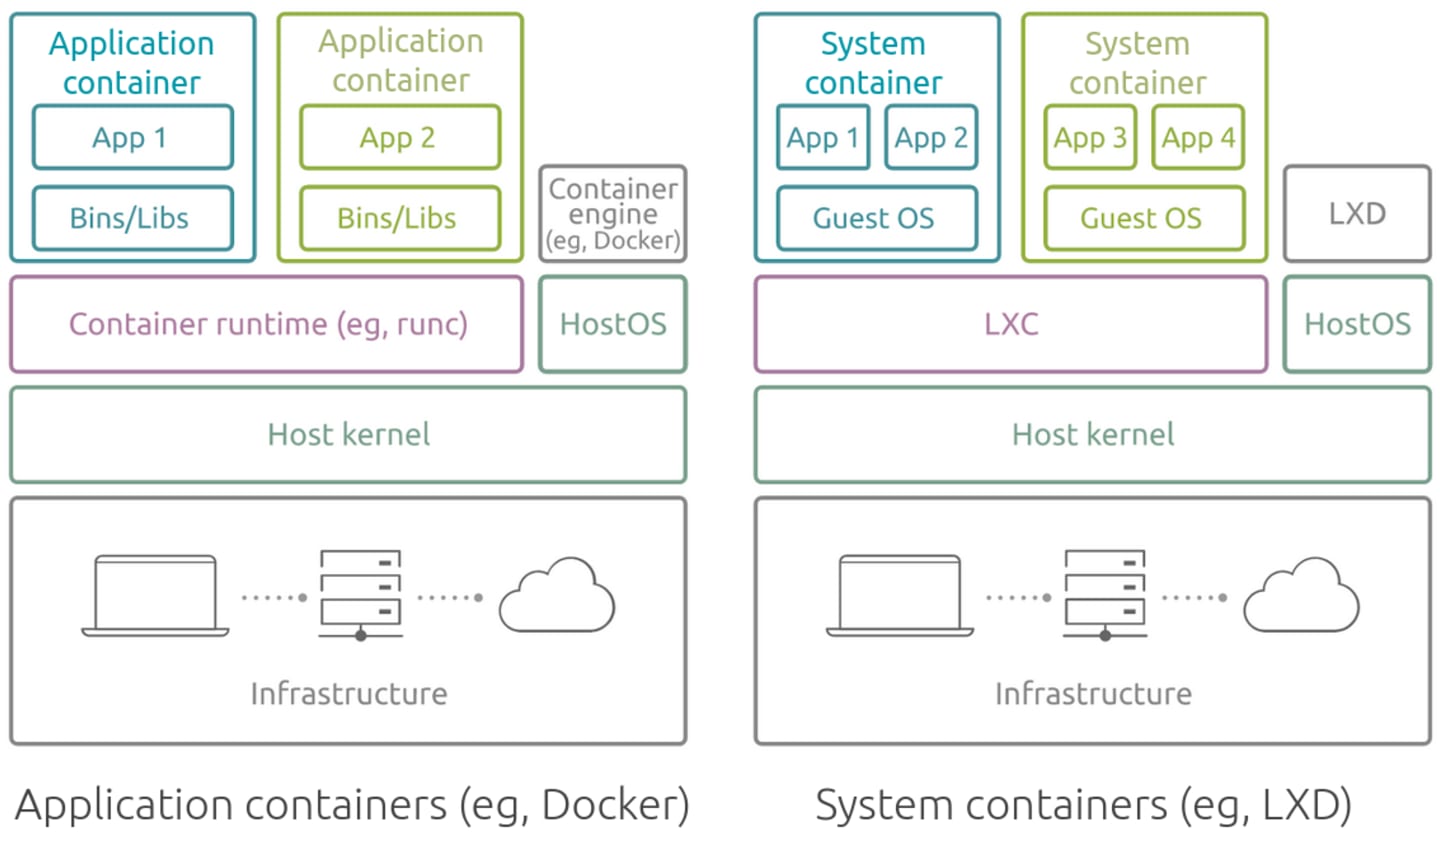 Application
container
App 1
Bins/Libs
Application
container
App 2
Bins/Libs
Container
engine
(eg, Docker)
Container runtime (eg, runc)
HostOS
Host kernel
Infrastructure
Application containers (eg, Docker)
System
container
App 1
App 2
Guest OS
System
container
App 3
App 4
Guest OS
LXD
LXC
HostOS
Host kernel
Infrastructure
System containers (eg, LXD)